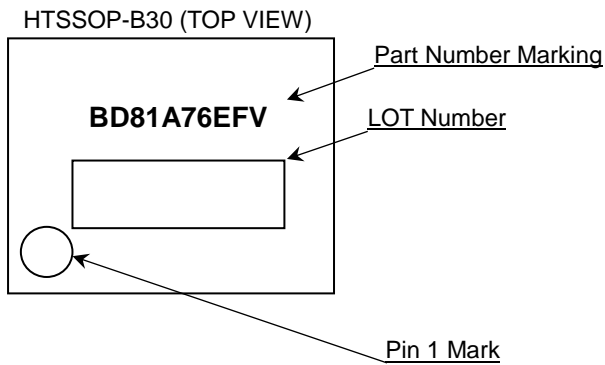 HTSSOP-B30 (TOP VIEW)
Part Number Marking
BD81A76EFV
LOT Number
Pin 1 Mark